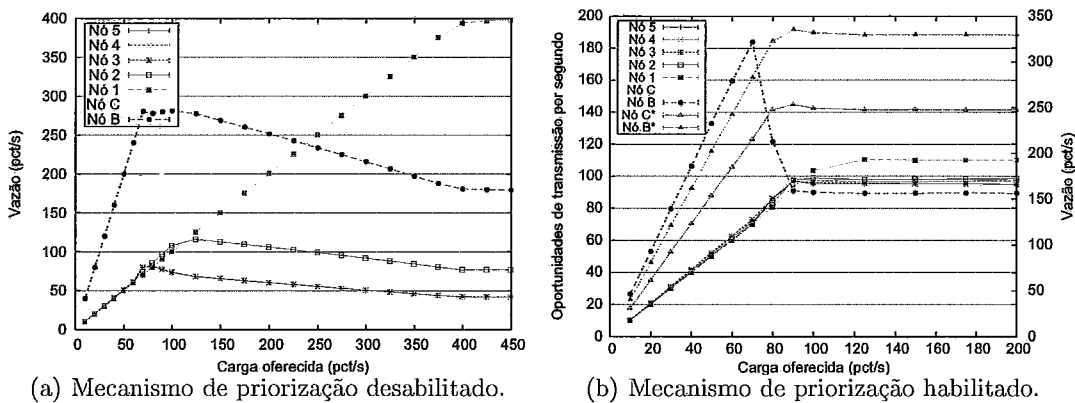 400
350
300
250
200
150
100
50
0
Vazão (pct/s)
Nó 5
Nó 4
Nó 3
Nó 2
Nó 1
Nó C
Nó B
0 50 100 150 200 250 300 350 400 450
Carga oferecida (pct/s)
(a) Mecanismo de priorização desabilitado.
200
180
160
140
120
100
80
60
40
20
0
Oportunidades de transmissão por segundo
Nó 5
Nó 4
Nó 3
Nó 2
Nó 1
Nó C
Nó B
Nó C*
Nó B*
350
300
250
200
150
100
50
0
Vazão (pct/s)
0 20 40 60 80 100 120 140 160 180 200
Carga oferecida (pct/s)
(b) Mecanismo de priorização habilitado.